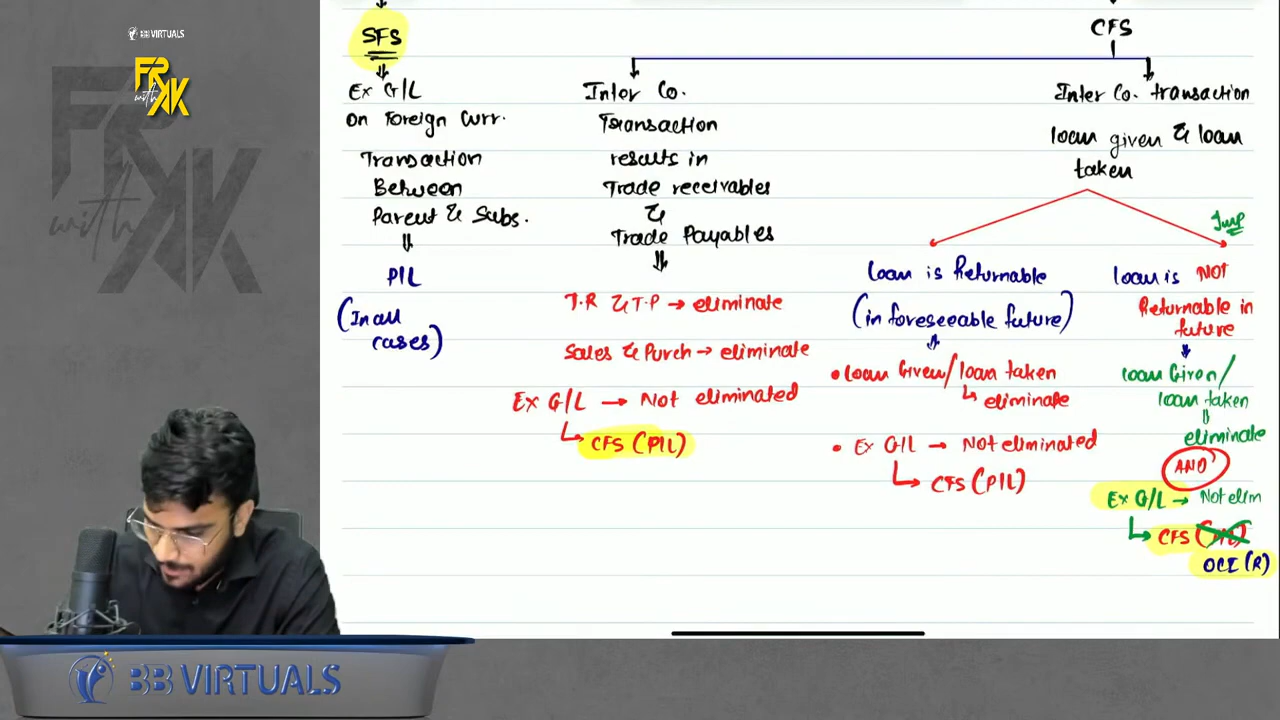 BB VIRTUALS
FR
with
AK
FR
with
AK
SFS
Ex G/L
on Foreign Curr.
Transaction
Between
Parent & Subs.
P/L
(In all
cases)
CFS
Inter Co.
Transaction
results in
Trade receivables
&
Trade Payables
T.R & T.P → eliminate
Sales & Purch → eliminate
Ex G/L → Not eliminated
CFS (P/L)
Inter Co. transaction
loan given & loan
taken
loan is Returnable
(in foreseeable future)
• loan Given/loan taken
eliminate
• Ex G/L → Not eliminated
CFS (P/L)
Imp
loan is NOT
Returnable in
future
loan Given/
loan taken
eliminate
AND
Ex G/L → Not elim
CFS (P/L)
OCI (R)
BB VIRTUALS